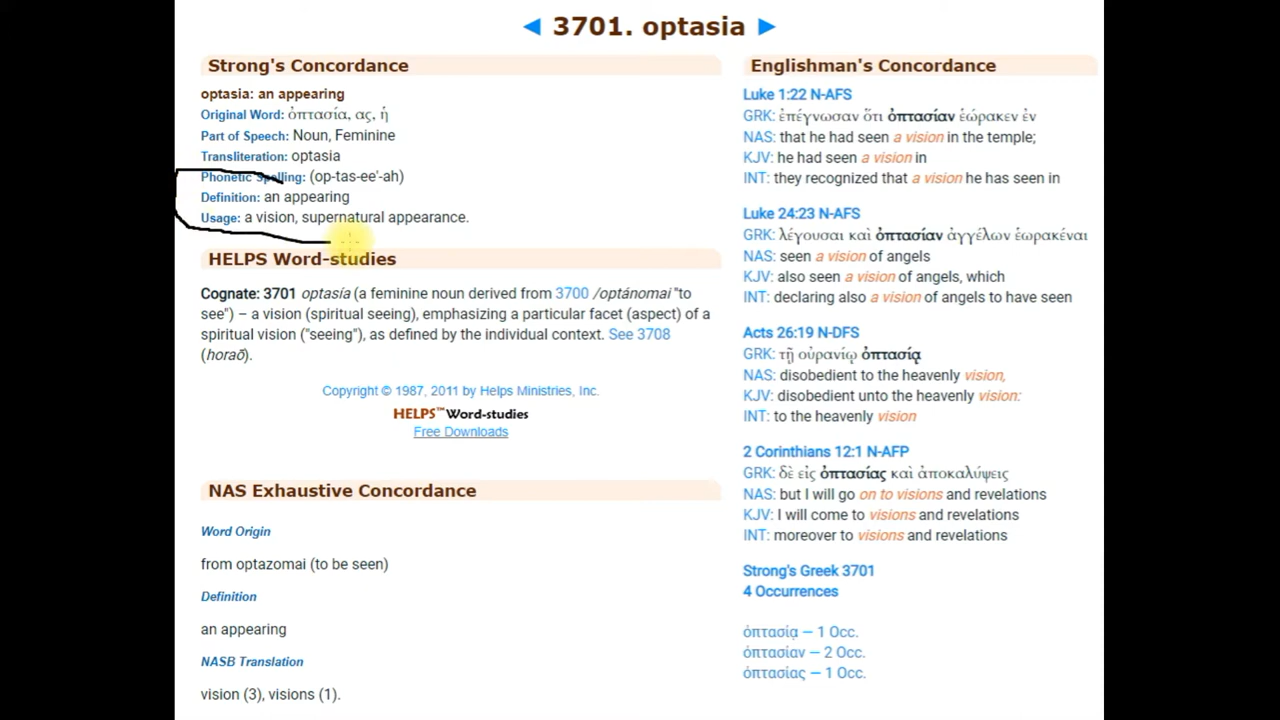 ◄ 3701. optasia ►
Strong's Concordance
optasia: an appearing
Original Word: ὀπτασία, ας, ἡ
Part of Speech: Noun, Feminine
Transliteration: optasia
Phonetic Spelling: (op-tas-ee'-ah)
Definition: an appearing
Usage: a vision, supernatural appearance.
HELPS Word-studies
Cognate: 3701 optasía (a feminine noun derived from 3700 /optánomai "to
see") – a vision (spiritual seeing), emphasizing a particular facet (aspect) of a
spiritual vision ("seeing"), as defined by the individual context. See 3708
(horaō).
Copyright © 1987, 2011 by Helps Ministries, Inc.
HELPS™ Word-studies
Free Downloads
NAS Exhaustive Concordance
Word Origin
from optazomai (to be seen)
Definition
an appearing
NASB Translation
vision (3), visions (1).
Englishman's Concordance
Luke 1:22 N-AFS
GRK: ἐπέγνωσαν ὅτι ὀπτασίαν ἑώρακεν ἐν
NAS: that he had seen a vision in the temple;
KJV: he had seen a vision in
INT: they recognized that a vision he has seen in
Luke 24:23 N-AFS
GRK: λέγουσαι καὶ ὀπτασίαν ἀγγέλων ἑωρακέναι
NAS: seen a vision of angels
KJV: also seen a vision of angels, which
INT: declaring also a vision of angels to have seen
Acts 26:19 N-DFS
GRK: τῇ οὐρανίῳ ὀπτασίᾳ
NAS: disobedient to the heavenly vision,
KJV: disobedient unto the heavenly vision:
INT: to the heavenly vision
2 Corinthians 12:1 N-AFP
GRK: δὲ εἰς ὀπτασίας καὶ ἀποκαλύψεις
NAS: but I will go on to visions and revelations
KJV: I will come to visions and revelations
INT: moreover to visions and revelations
Strong's Greek 3701
4 Occurrences
ὀπτασίᾳ — 1 Occ.
ὀπτασίαν — 2 Occ.
ὀπτασίας — 1 Occ.